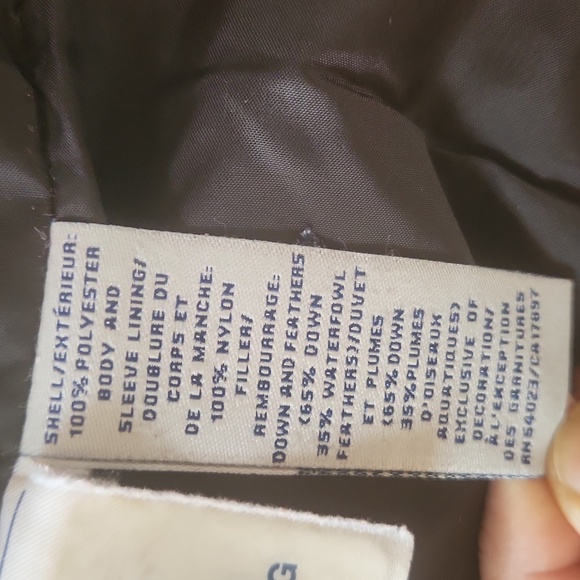 SHELL/EXTÉRIEUR:
100% POLYESTER
BODY AND
SLEEVE LINING/
DOUBLURE DU
CORPS ET
DE LA MANCHE:
100% NYLON
FILLER/
REMBOURRAGE:
DOWN AND FEATHERS
(65% DOWN
35% WATERFOWL
FEATHERS)/DUVET
ET PLUMES
(65% DOWN
35%PLUMES
D'OISEAUX
AQUATIQUES)
EXCLUSIVE OF
DECORATION/
À L'EXCEPTION
DES GARNITURES
RN54023/CA17897
G